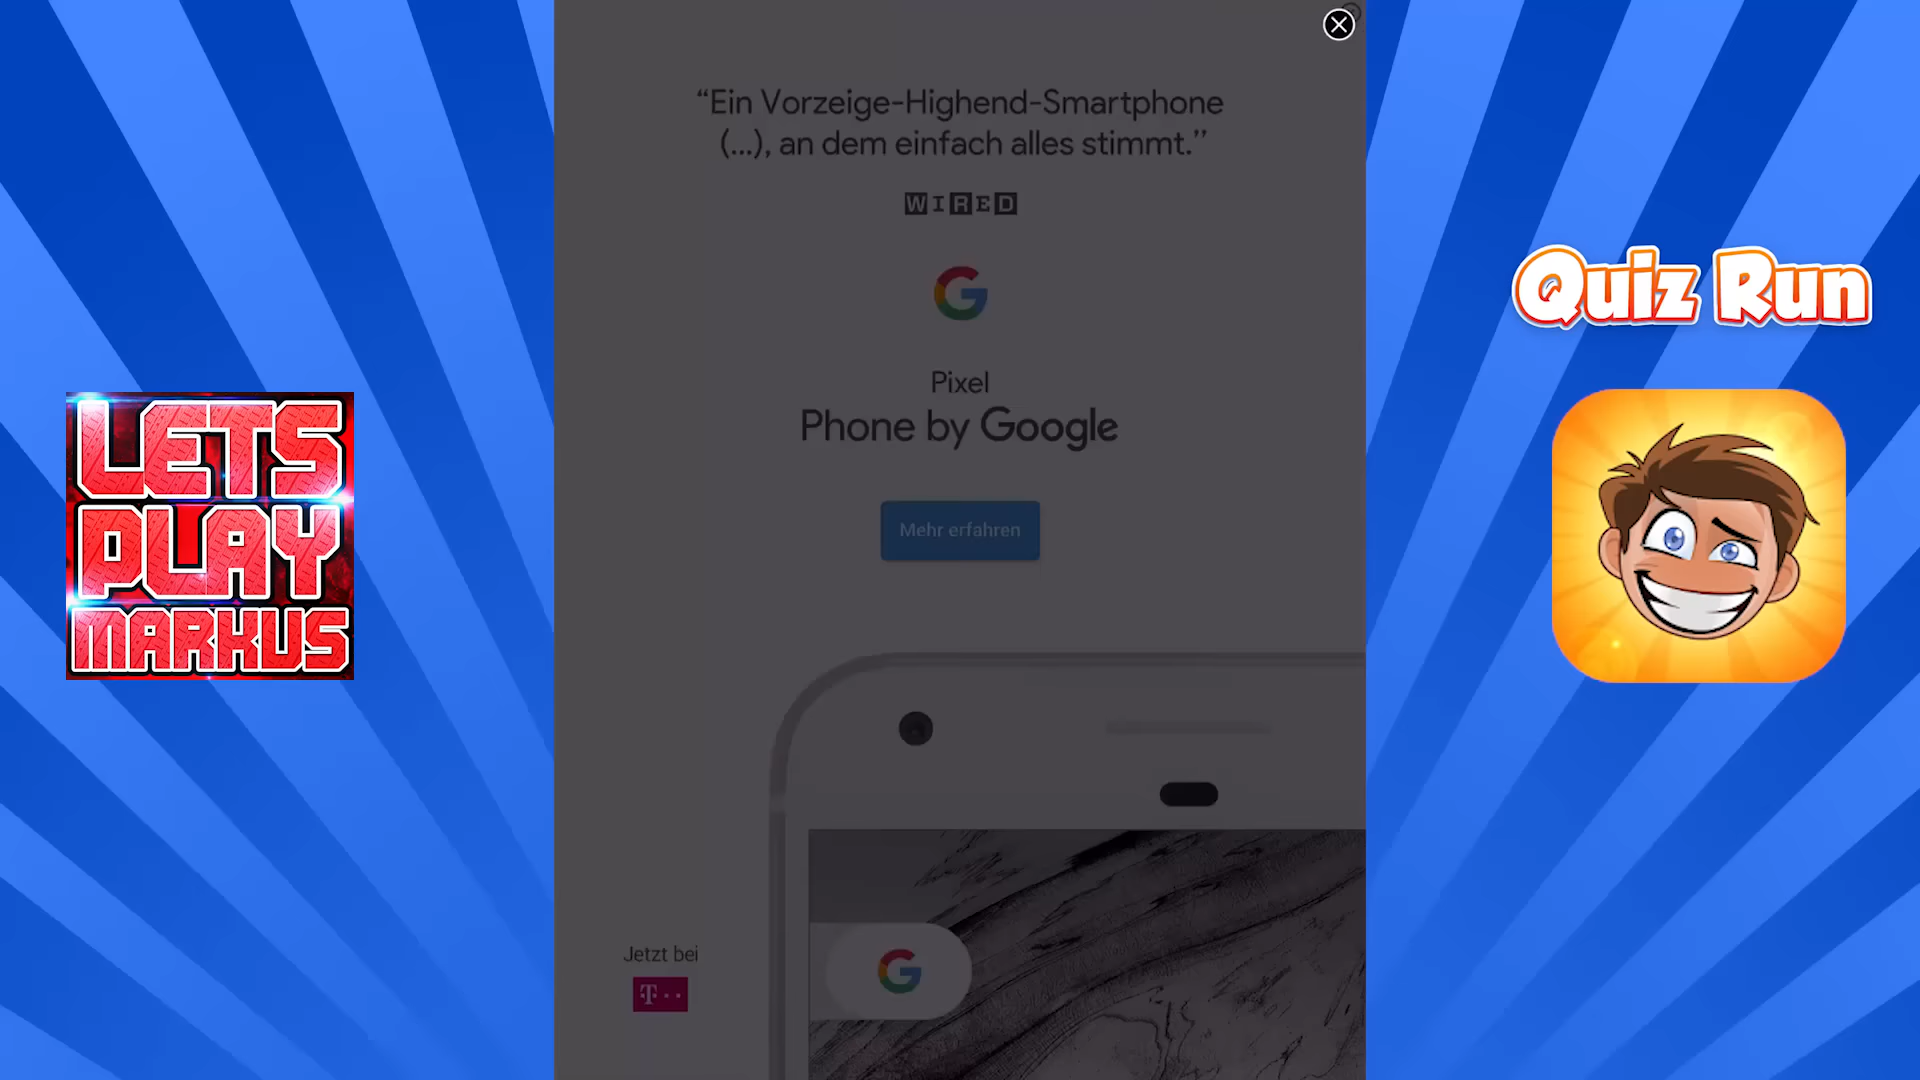 “Ein Vorzeige-Highend-Smartphone
(...), an dem einfach alles stimmt.”
WIRED
G
Pixel
Phone by Google
Mehr erfahren
Jetzt bei
T··
G
LETS
PLAY
MARKUS
Quiz Run